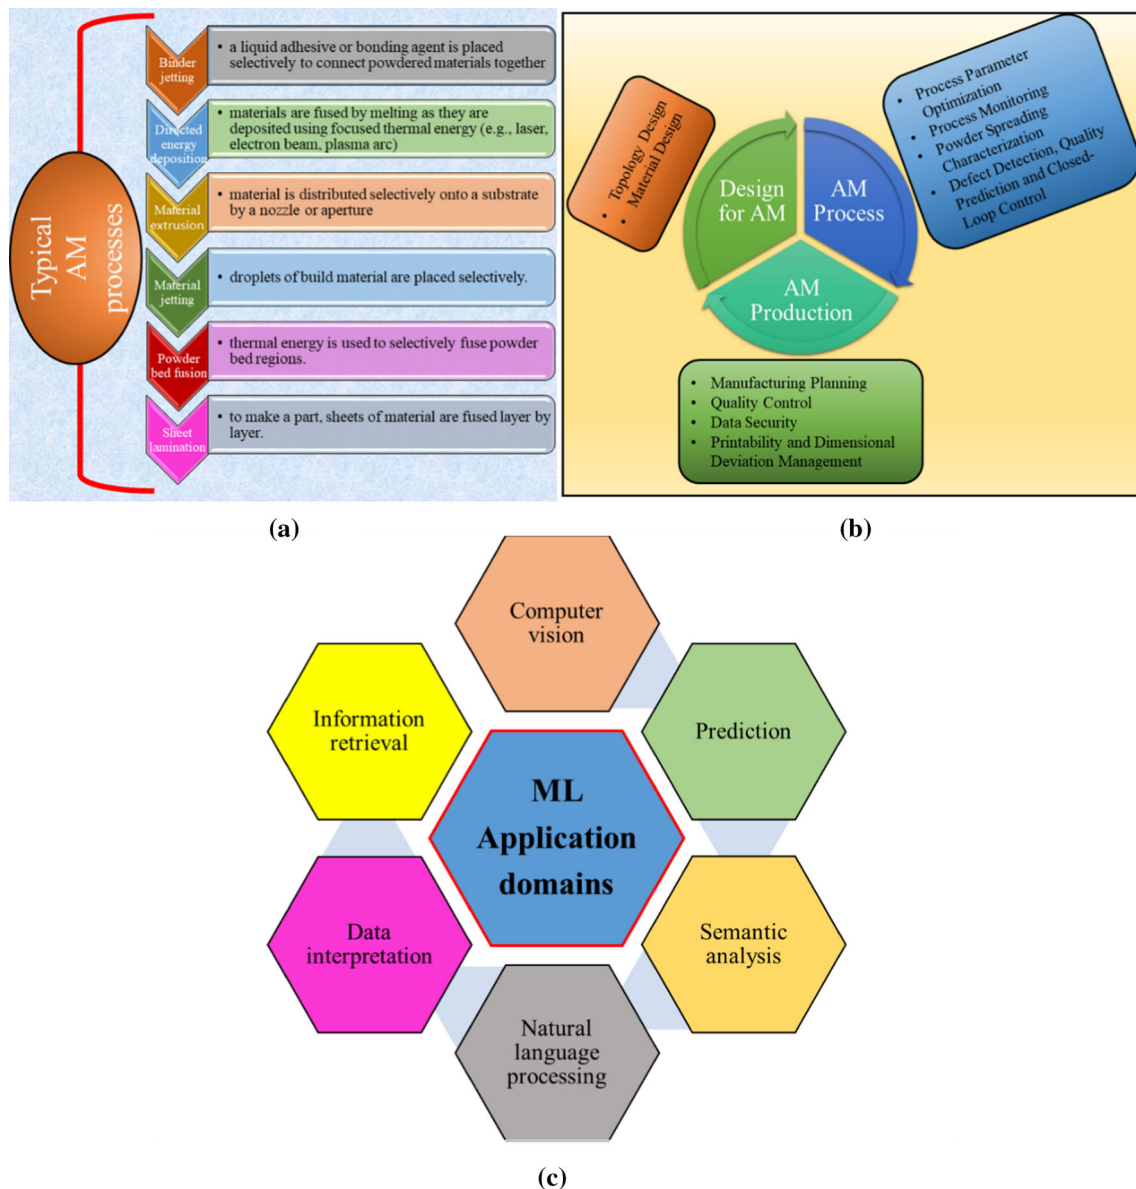 Typical
AM
processes
Binder
jetting
• a liquid adhesive or bonding agent is placed
selectively to connect powdered materials together
Directed
energy
deposition
• materials are fused by melting as they are
deposited using focused thermal energy (e.g., laser,
electron beam, plasma arc)
Material
extrusion
• material is distributed selectively onto a substrate
by a nozzle or aperture
Material
jetting
• droplets of build material are placed selectively.
Powder
bed fusion
• thermal energy is used to selectively fuse powder
bed regions.
Sheet
lamination
• to make a part, sheets of material are fused layer by
layer.
(a)
• Topology Design
• Material Design
Design
for AM
AM
Process
AM
Production
• Process Parameter
Optimization
• Process Monitoring
• Powder Spreading
Characterization
• Defect Detection, Quality
Prediction and Closed-
Loop Control
• Manufacturing Planning
• Quality Control
• Data Security
• Printability and Dimensional
Deviation Management
(b)
Computer
vision
Information
retrieval
Prediction
ML
Application
domains
Data
interpretation
Semantic
analysis
Natural
language
processing
(c)